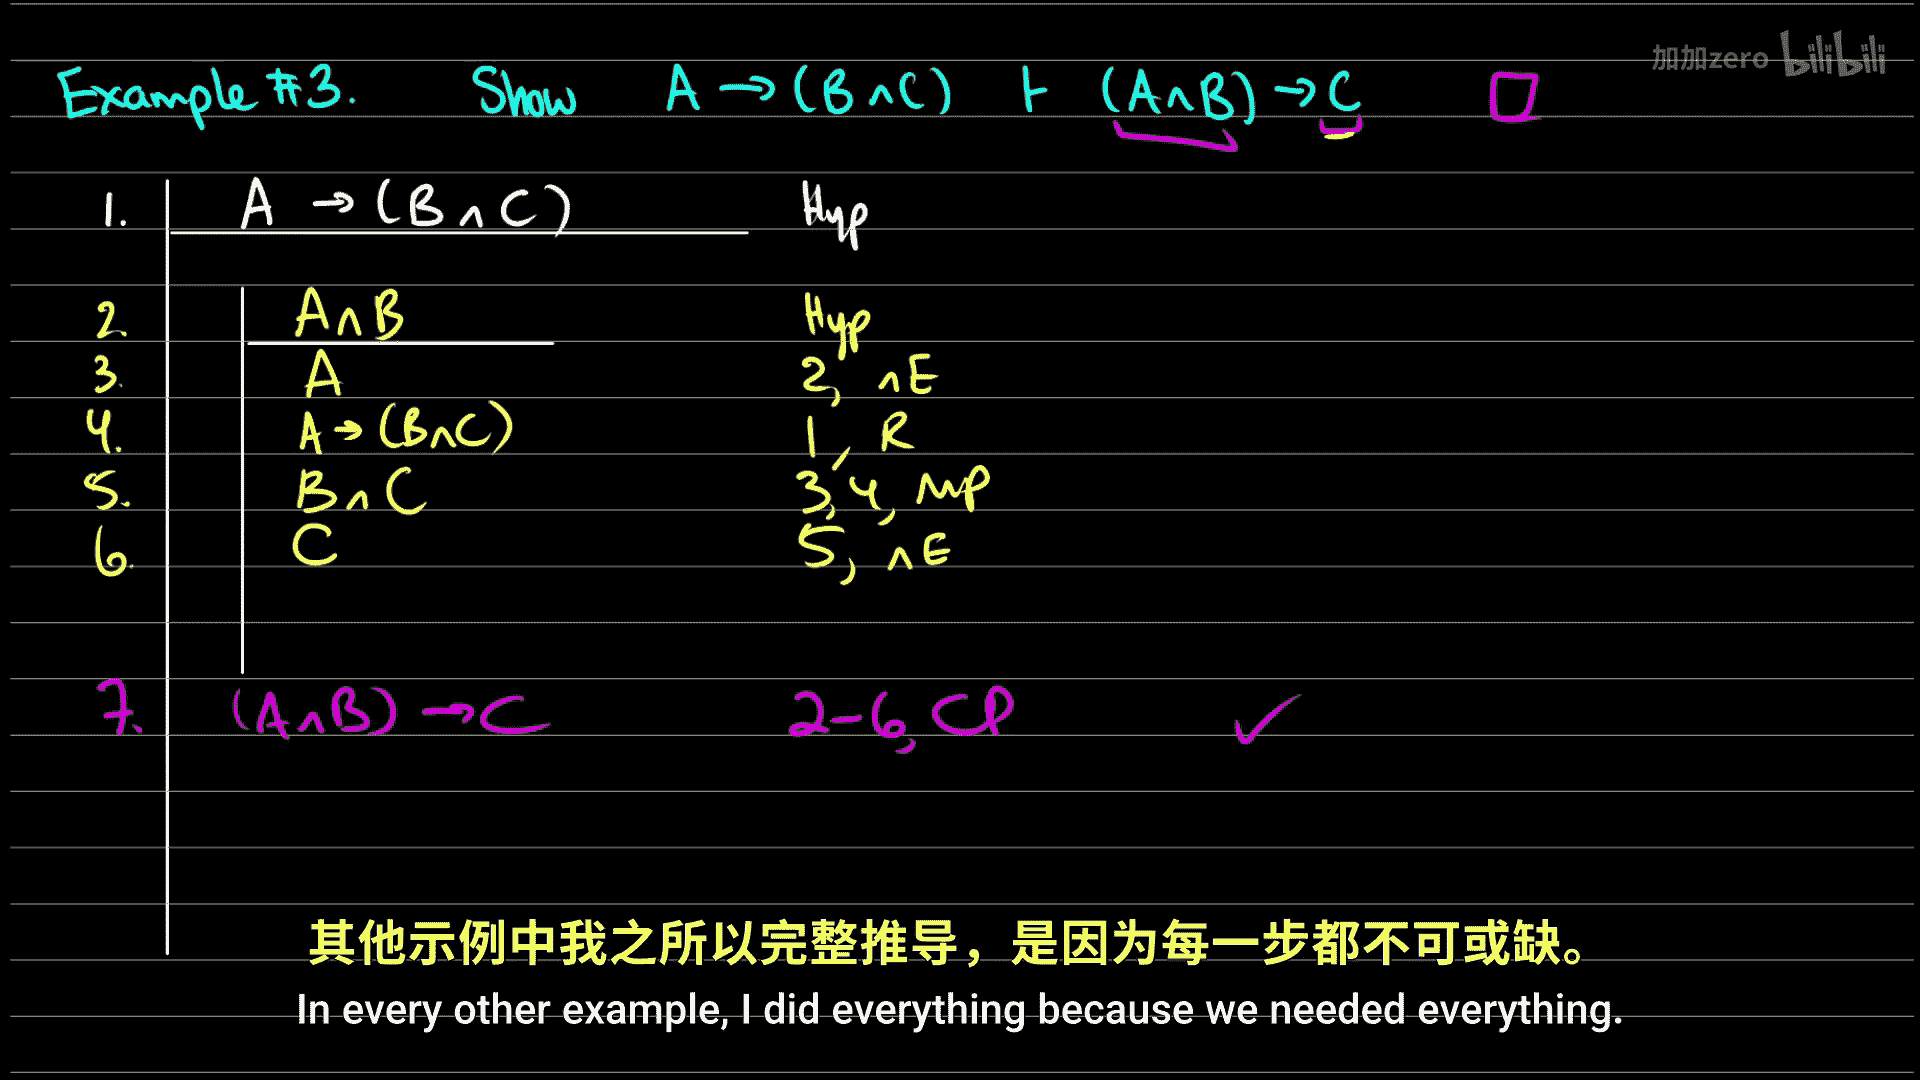 加加zero bilibili
Example #3. Show A → (B ∧ C) ⊢ (A ∧ B) → C
1. A → (B ∧ C) Hyp
2. A ∧ B Hyp
3. A 2, ∧E
4. A → (B ∧ C) 1, R
5. B ∧ C 3, 4, MP
6. C 5, ∧E
7. (A ∧ B) → C 2-6, CP ✓
其他示例中我之所以完整推导，是因为每一步都不可或缺。
In every other example, I did everything because we needed everything.